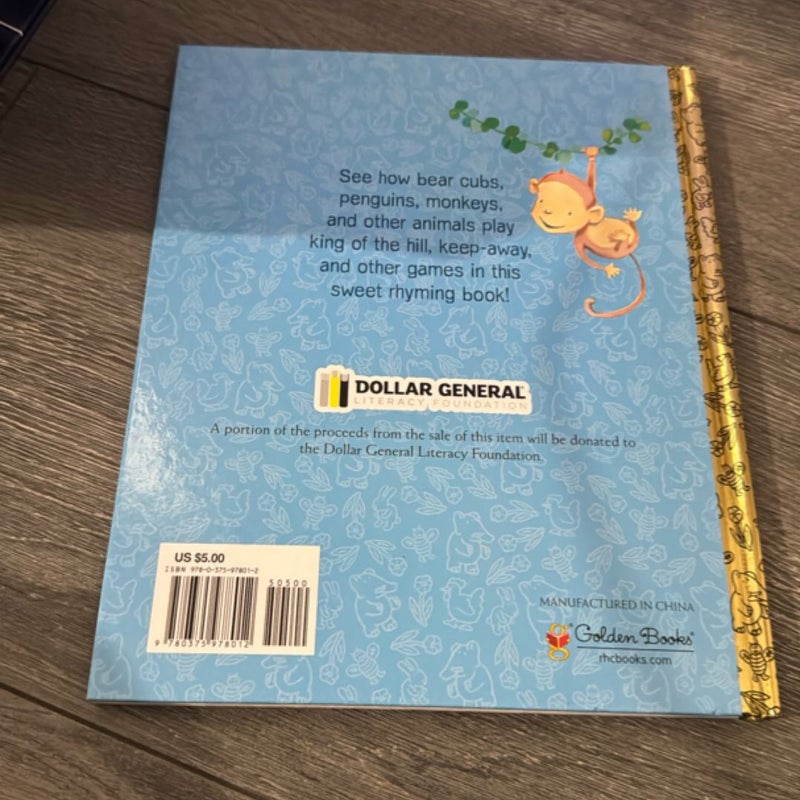 See how bear cubs,
penguins, monkeys,
and other animals play
king of the hill, keep-away,
and other games in this
sweet rhyming book!
DOLLAR GENERAL
LITERACY FOUNDATION
A portion of the proceeds from the sale of this item will be donated to
the Dollar General Literacy Foundation.
US $5.00
ISBN 978-0-375-97801-2
50500
9 780375 978012
MANUFACTURED IN CHINA
Golden Books®
rhcbooks.com